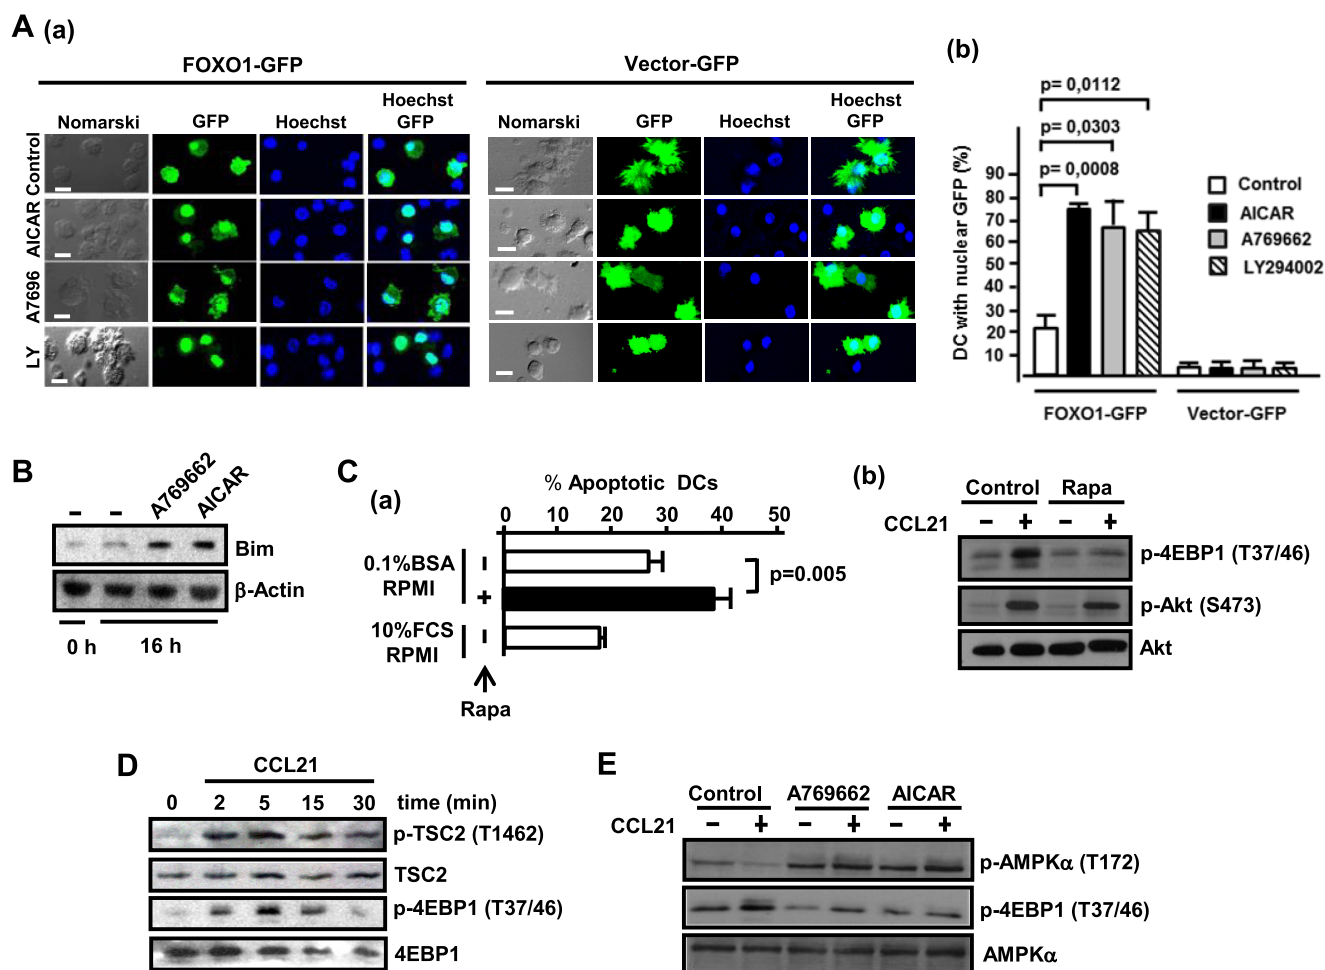 A (a)
FOXO1-GFP
Vector-GFP
Nomarski GFP Hoechst Hoechst GFP
Nomarski GFP Hoechst Hoechst GFP
Control
AICAR
A7696
LY
(b)
p= 0,0112
p= 0,0303
p= 0,0008
DC with nuclear GFP (%)
90
80
70
60
50
40
30
20
10
Control
AICAR
A769662
LY294002
FOXO1-GFP Vector-GFP
B
– – A769662 AICAR
Bim
β-Actin
0 h 16 h
C
(a)
% Apoptotic DCs
0 10 20 30 40 50
0.1%BSA RPMI
–
+
p=0.005
10%FCS RPMI
–
Rapa
(b)
Control Rapa
CCL21 – + – +
p-4EBP1 (T37/46)
p-Akt (S473)
Akt
D
CCL21
0 2 5 15 30 time (min)
p-TSC2 (T1462)
TSC2
p-4EBP1 (T37/46)
4EBP1
E
Control A769662 AICAR
CCL21 – + – + – +
p-AMPKα (T172)
p-4EBP1 (T37/46)
AMPKα